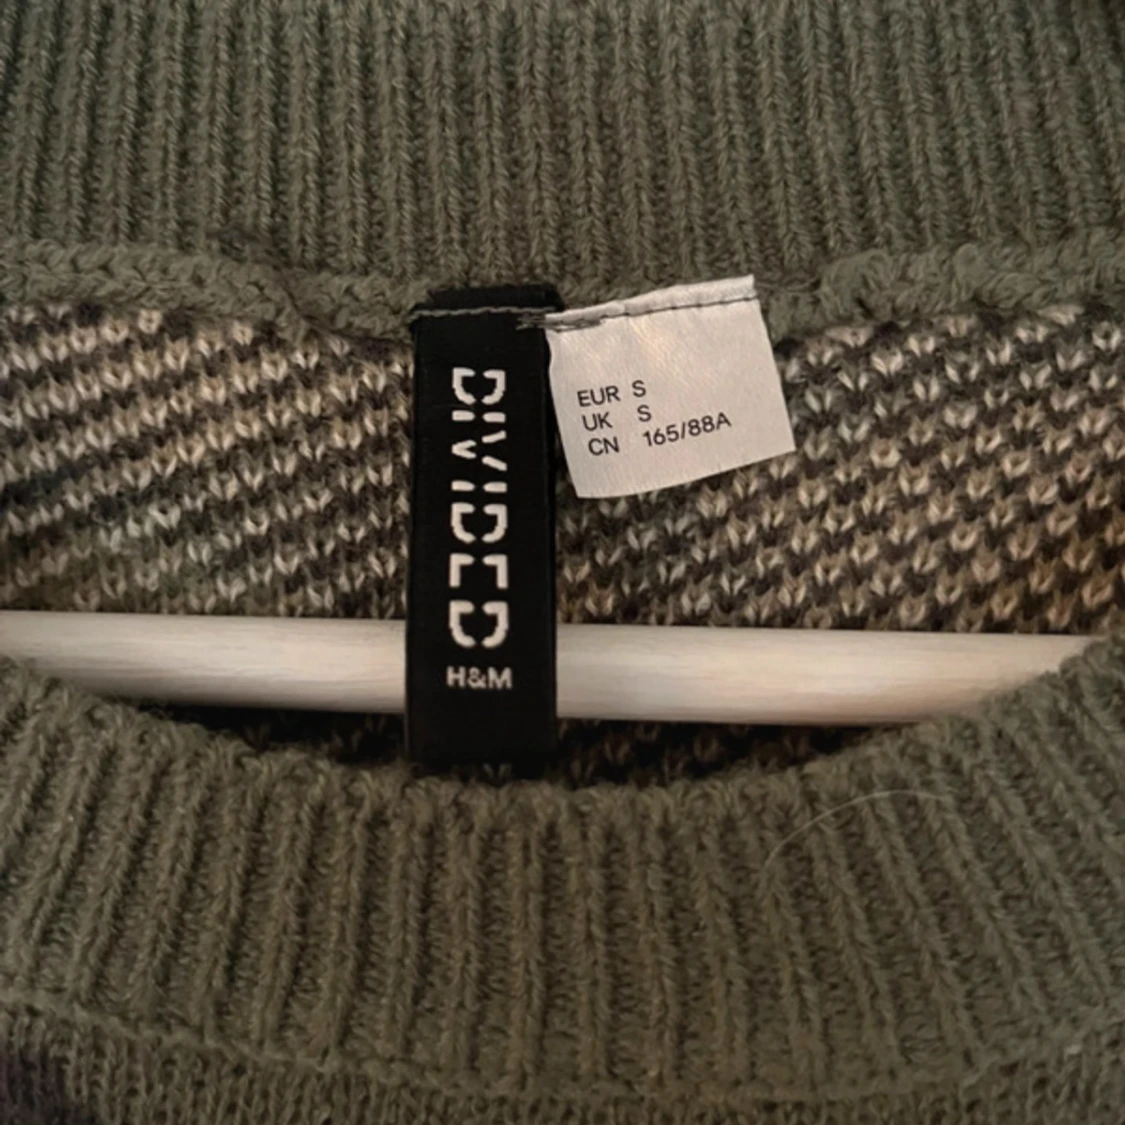 DIVIDED
H&M
EUR S
UK S
CN 165/88A